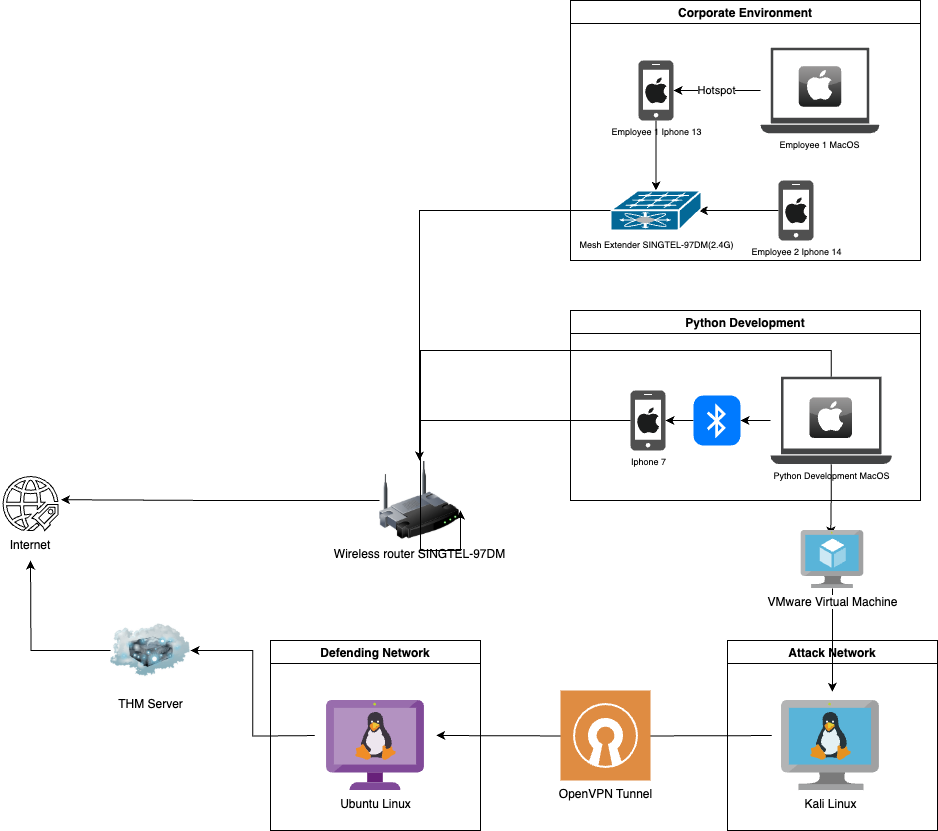 Corporate Environment
Hotspot
Employee 1 Iphone 13
Employee 1 MacOS
Mesh Extender SINGTEL-97DM(2.4G)
Employee 2 Iphone 14
Python Development
Iphone 7
Python Development MacOS
Internet
Wireless router SINGTEL-97DM
VMware Virtual Machine
Defending Network
Attack Network
THM Server
OpenVPN Tunnel
Ubuntu Linux
Kali Linux